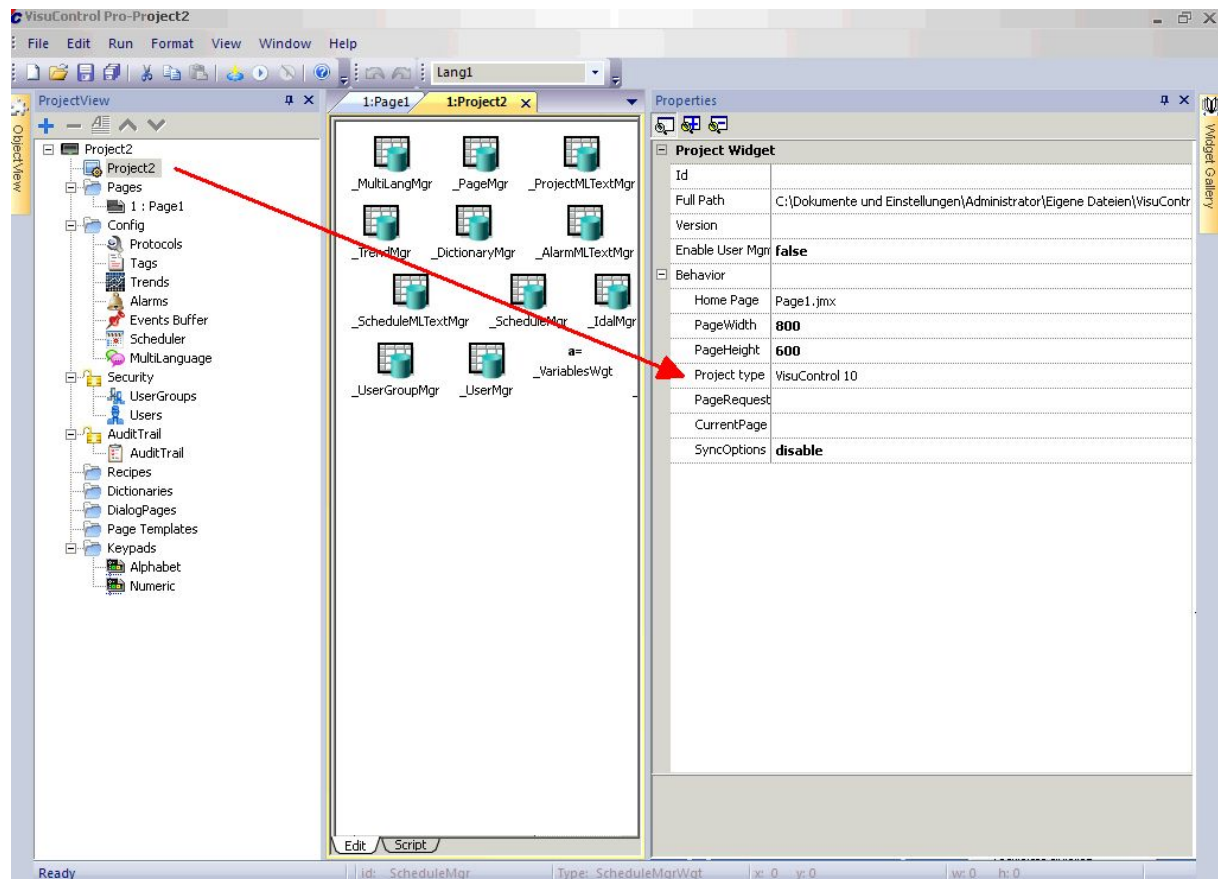 VisuControl Pro-Project2
File Edit Run Format View Window Help
Lang1
ObjectView
ProjectView
Project2
Project2
Pages
1 : Page1
Config
Protocols
Tags
Trends
Alarms
Events Buffer
Scheduler
MultiLanguage
Security
UserGroups
Users
AuditTrail
AuditTrail
Recipes
Dictionaries
DialogPages
Page Templates
Keypads
Alphabet
Numeric
1:Page1 1:Project2
_MultiLangMgr _PageMgr _ProjectMLTextMgr
_TrendMgr _DictionaryMgr _AlarmMLTextMgr
_ScheduleMLTextMgr _ScheduleMgr _IdalMgr
a=
_UserGroupMgr _UserMgr _VariablesWgt
Edit Script
Properties
Project Widget
Id
Full Path C:\Dokumente und Einstellungen\Administrator\Eigene Dateien\VisuContr
Version
Enable User Mgm false
Behavior
Home Page Page1.jmx
PageWidth 800
PageHeight 600
Project type VisuControl 10
PageRequest
CurrentPage
SyncOptions disable
Widget Gallery
Ready id: ScheduleMgr Type: ScheduleMgrWgt x: 0 y: 0 w: 0 h: 0